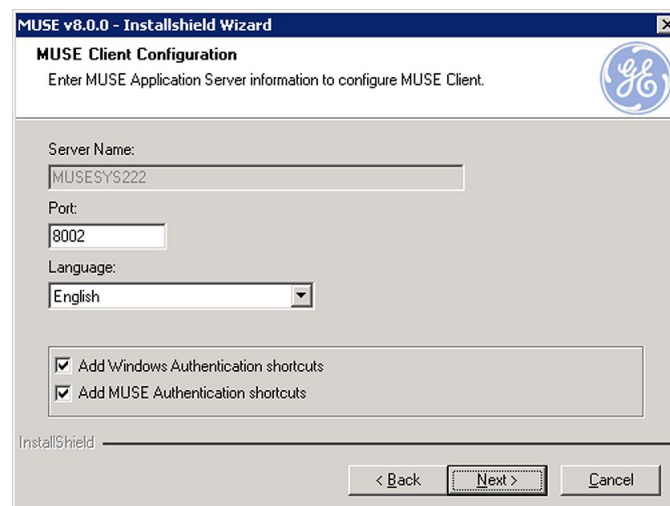 MUSE v8.0.0 - Installshield Wizard
MUSE Client Configuration
Enter MUSE Application Server information to configure MUSE Client.
GE
Server Name:
MUSESYS222
Port:
8002
Language:
English
Add Windows Authentication shortcuts
Add MUSE Authentication shortcuts
InstallShield
< Back
Next >
Cancel